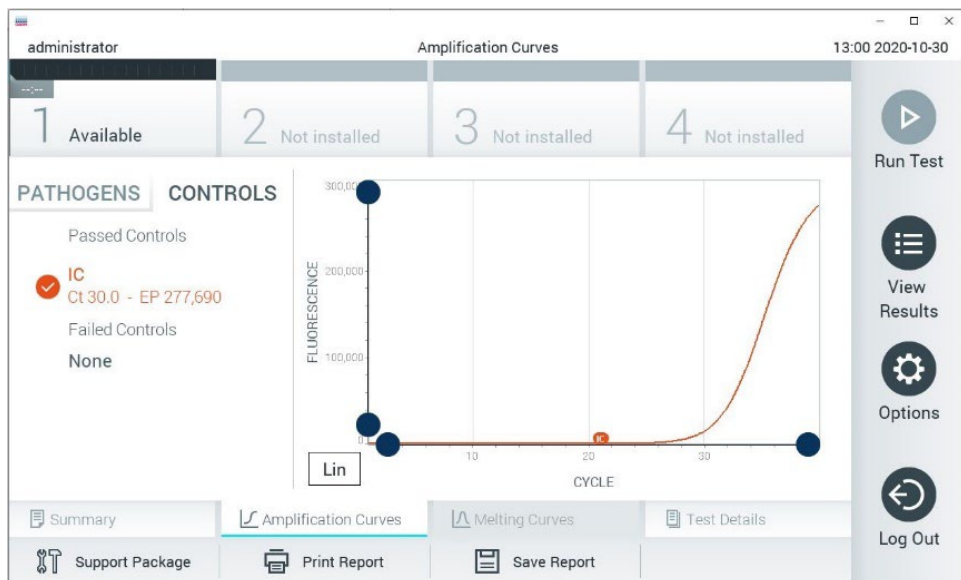 administrator
Amplification Curves
13:00 2020-10-30
--:--
1 Available
2 Not installed
3 Not installed
4 Not installed
Run Test
PATHOGENS
CONTROLS
Passed Controls
IC
Ct 30.0 - EP 277,690
Failed Controls
None
FLUORESCENCE
300,000
200,000
100,000
0
IC
10
20
30
CYCLE
Lin
View
Results
Options
Log Out
Summary
Amplification Curves
Melting Curves
Test Details
Support Package
Print Report
Save Report